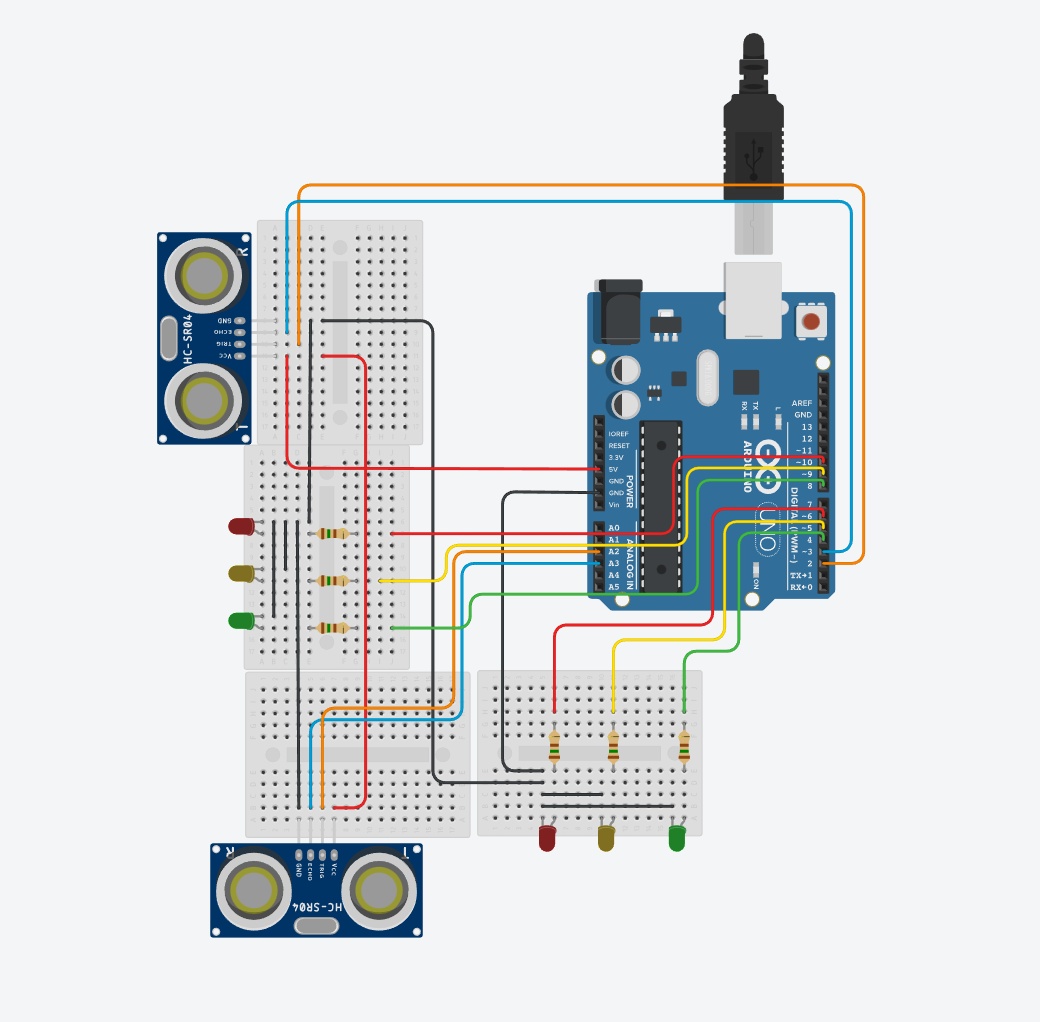 HC-SR04
GND
ECHO
TRIG
VCC
R
T
IOREF
RESET
3.3V
5V
GND
GND
Vin
POWER
A0
A1
A2
A3
A4
A5
ANALOG IN
RX
TX
L
ARDUINO
UNO
ON
DIGITAL (PWM~)
AREF
GND
13
12
~11
~10
~9
8
7
~6
~5
4
~3
2
TX→1
RX←0
R
T
GND
ECHO
TRIG
VCC
HC-SR04